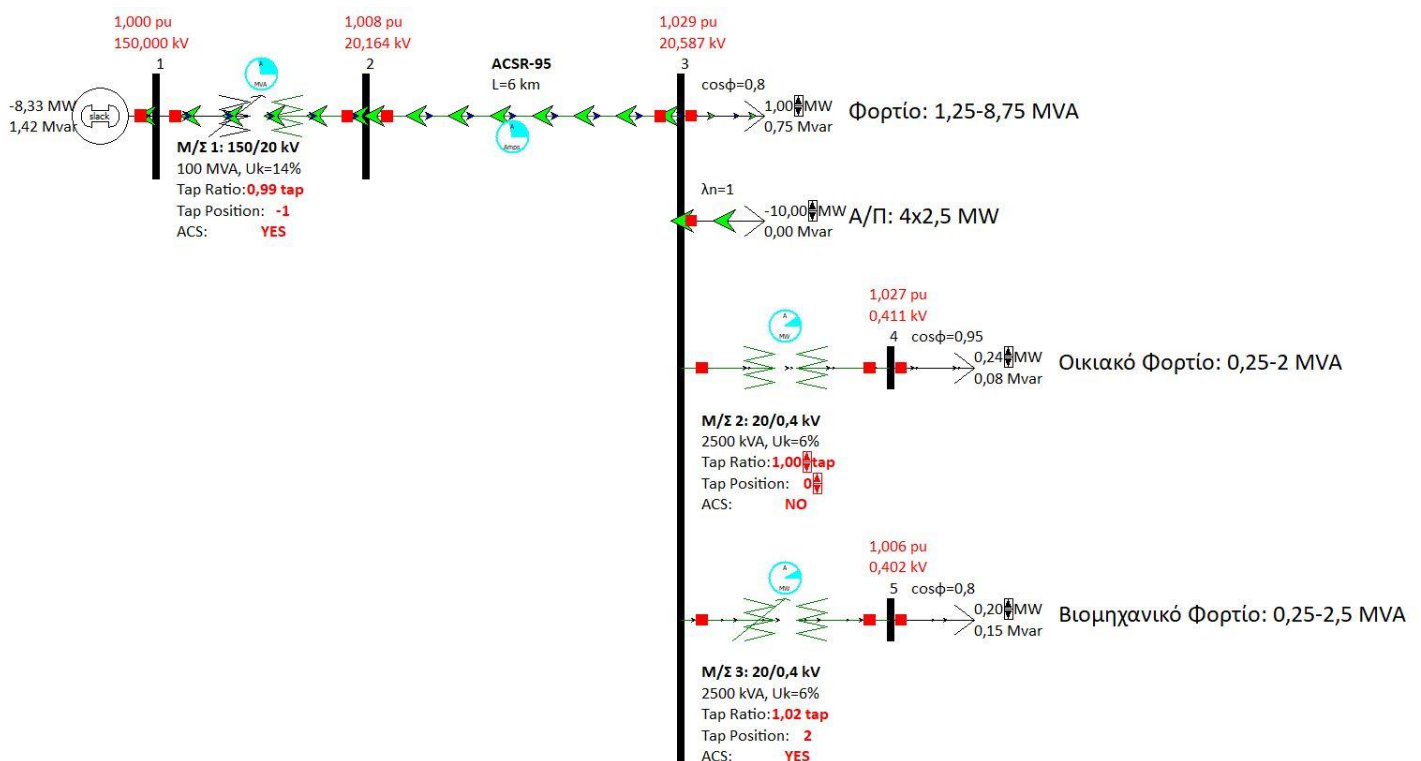 1,000 pu
150,000 kV
1
1,008 pu
20,164 kV
2
1,029 pu
20,587 kV
3
ACSR-95
L=6 km
A
MVA
A
Amps
-8,33 MW
1,42 Mvar
slack
cosφ=0,8
1,00 MW
0,75 Mvar
Φορτίο: 1,25-8,75 MVA
Μ/Σ 1: 150/20 kV
100 MVA, Uk=14%
Tap Ratio: 0,99 tap
Tap Position: -1
ACS: YES
λn=1
-10,00 MW
0,00 Mvar
Α/Π: 4x2,5 MW
1,027 pu
0,411 kV
A
MW
4 cosφ=0,95
0,24 MW
0,08 Mvar
Οικιακό Φορτίο: 0,25-2 MVA
Μ/Σ 2: 20/0,4 kV
2500 kVA, Uk=6%
Tap Ratio: 1,00 tap
Tap Position: 0
ACS: NO
1,006 pu
0,402 kV
A
MW
5 cosφ=0,8
0,20 MW
0,15 Mvar
Βιομηχανικό Φορτίο: 0,25-2,5 MVA
Μ/Σ 3: 20/0,4 kV
2500 kVA, Uk=6%
Tap Ratio: 1,02 tap
Tap Position: 2
ACS: YES